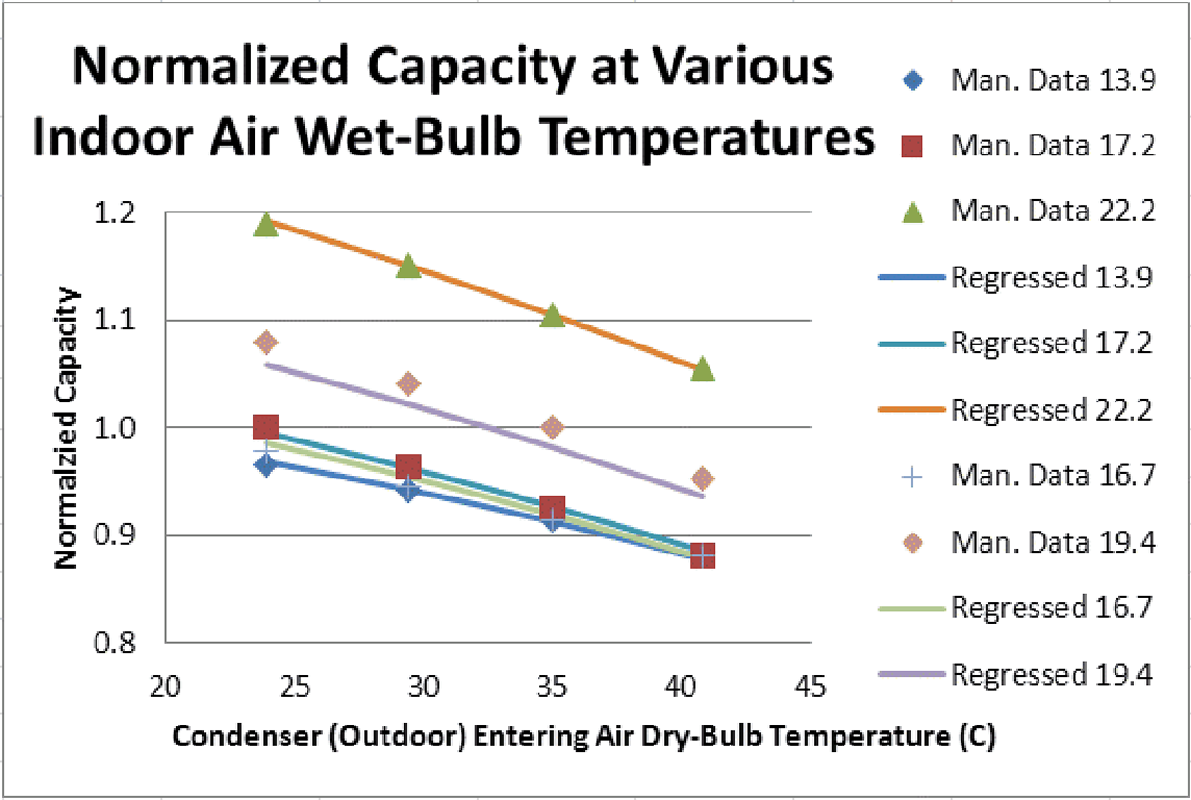 Normalized Capacity at Various
Indoor Air Wet-Bulb Temperatures
Man. Data 13.9
Man. Data 17.2
Man. Data 22.2
Regressed 13.9
Regressed 17.2
Regressed 22.2
Man. Data 16.7
Man. Data 19.4
Regressed 16.7
Regressed 19.4
Normalzied Capacity
1.2
1.1
1.0
0.9
0.8
20 25 30 35 40 45
Condenser (Outdoor) Entering Air Dry-Bulb Temperature (C)